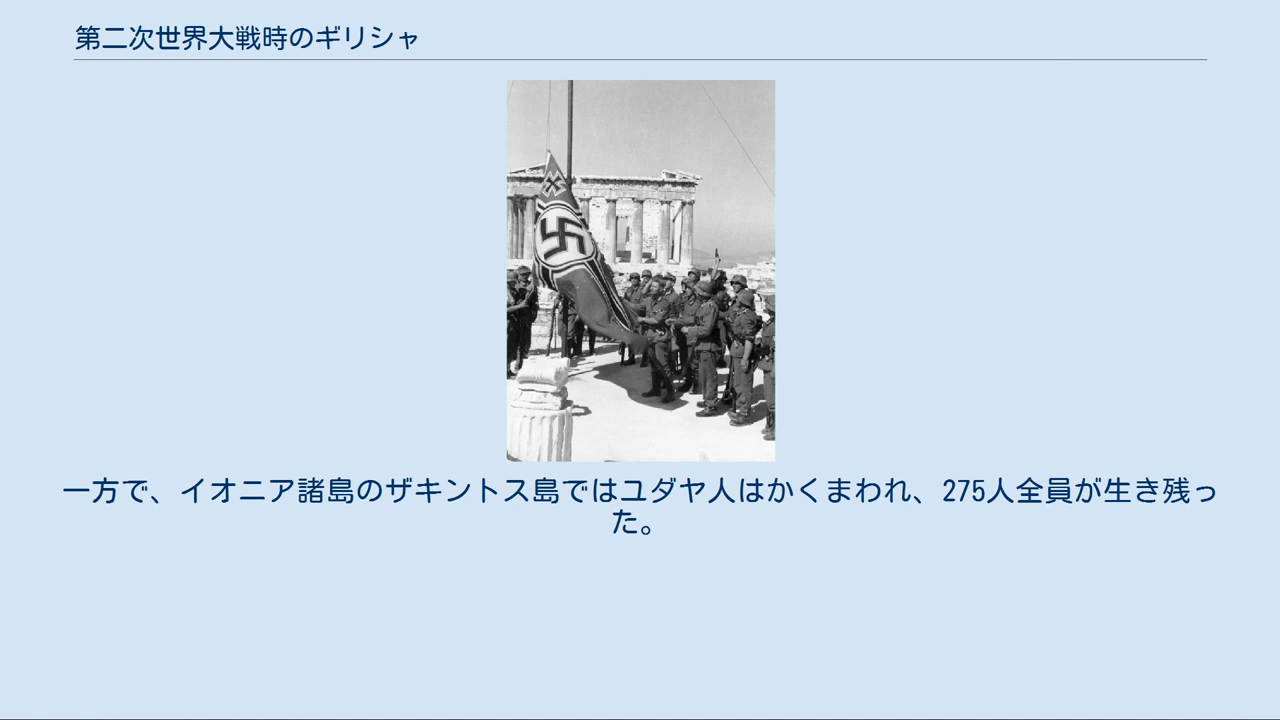 第二次世界大戦時のギリシャ
一方で、イオニア諸島のザキントス島ではユダヤ人はかくまわれ、275人全員が生き残っ
た。